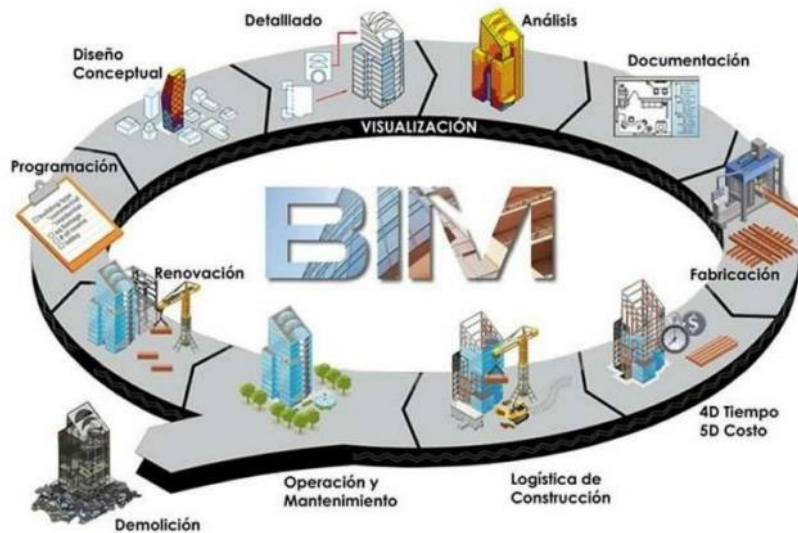 Detalllado
Análisis
Diseño
Conceptual
Documentación
VISUALIZACIÓN
Programación
BIM
Renovación
Fabricación
$
4D Tiempo
5D Costo
Operación y
Mantenimiento
Logística de
Construcción
Demolición